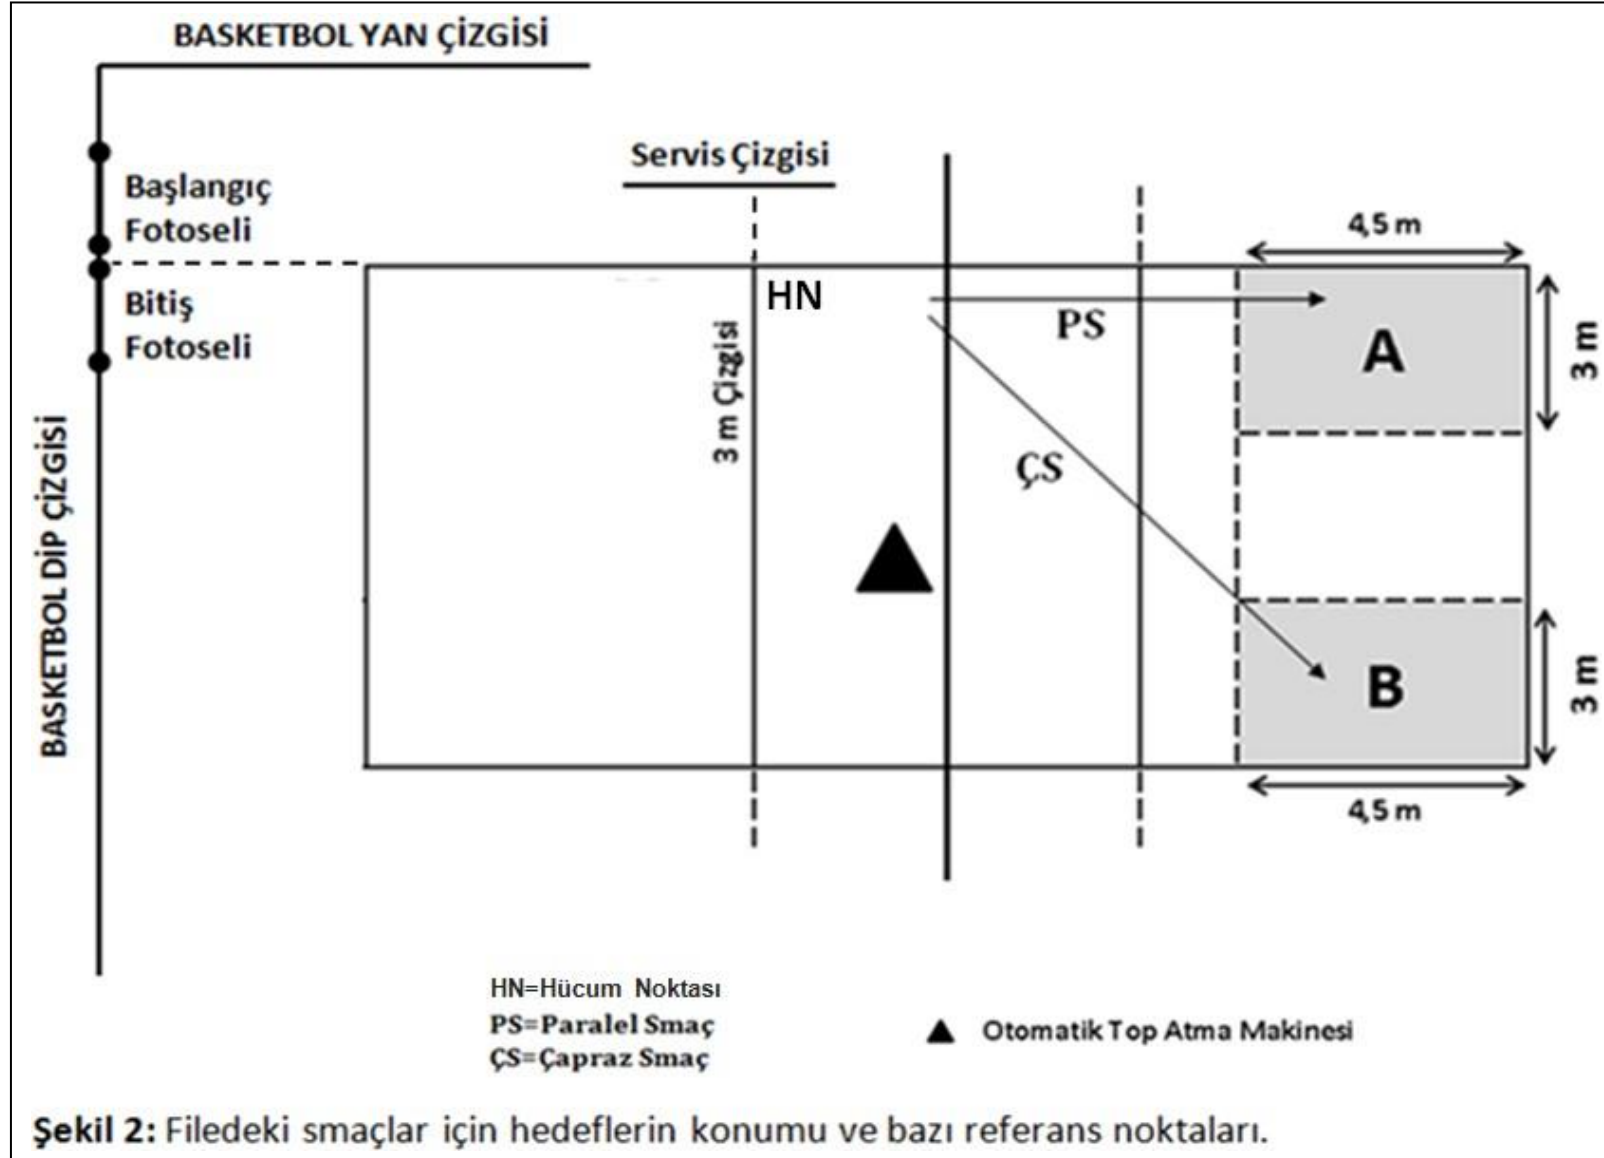 BASKETBOL YAN ÇİZGİSİ
Servis Çizgisi
Başlangıç
Fotoseli
4,5 m
Bitiş
Fotoseli
HN
3 m Çizgisi
PS
A
3 m
ÇS
BASKETBOL DİP ÇİZGİSİ
B
3 m
4,5 m
HN=Hücum Noktası
PS=Paralel Smaç
ÇS=Çapraz Smaç
Otomatik Top Atma Makinesi
Şekil 2: Filedeki smaçlar için hedeflerin konumu ve bazı referans noktaları.